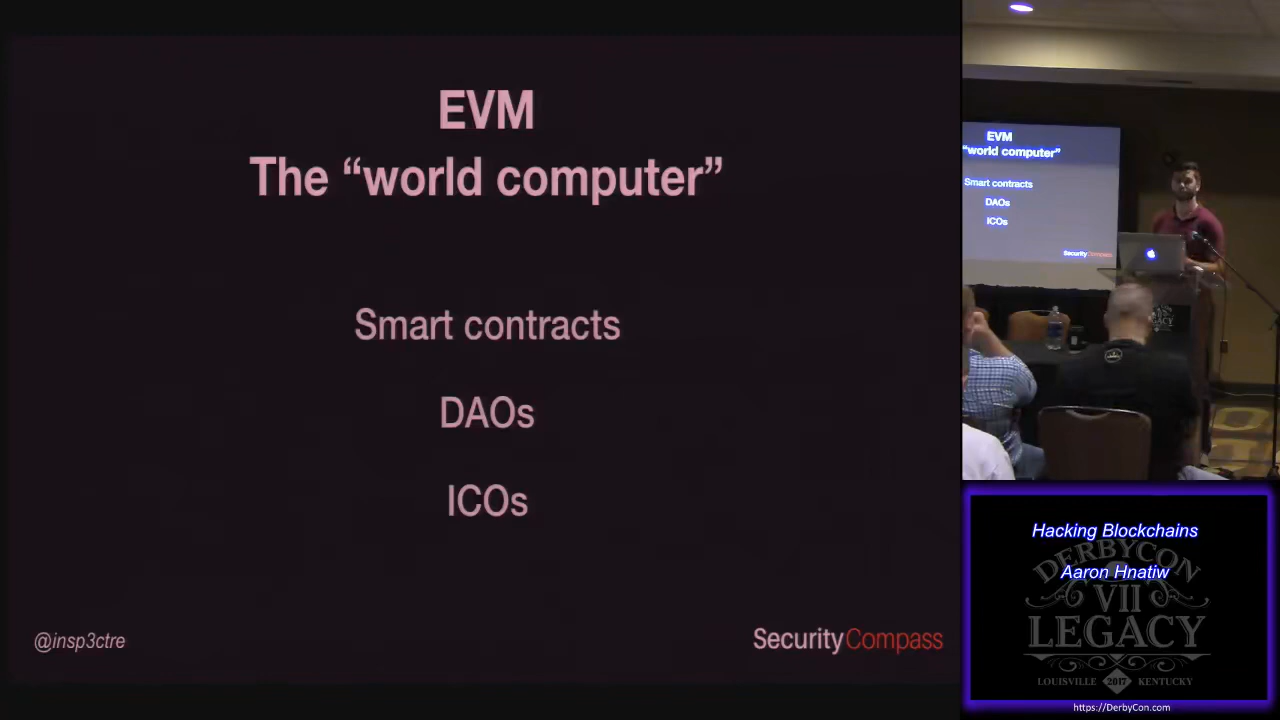 EVM
The “world computer”
Smart contracts
DAOs
ICOs
@insp3ctre
SecurityCompass
EVM
“world computer”
Smart contracts
DAOs
ICOs
SecurityCompass
Hacking Blockchains
Aaron Hnatiw
DERBYCON
VII
LEGACY
LOUISVILLE 2017 KENTUCKY
https://DerbyCon.com